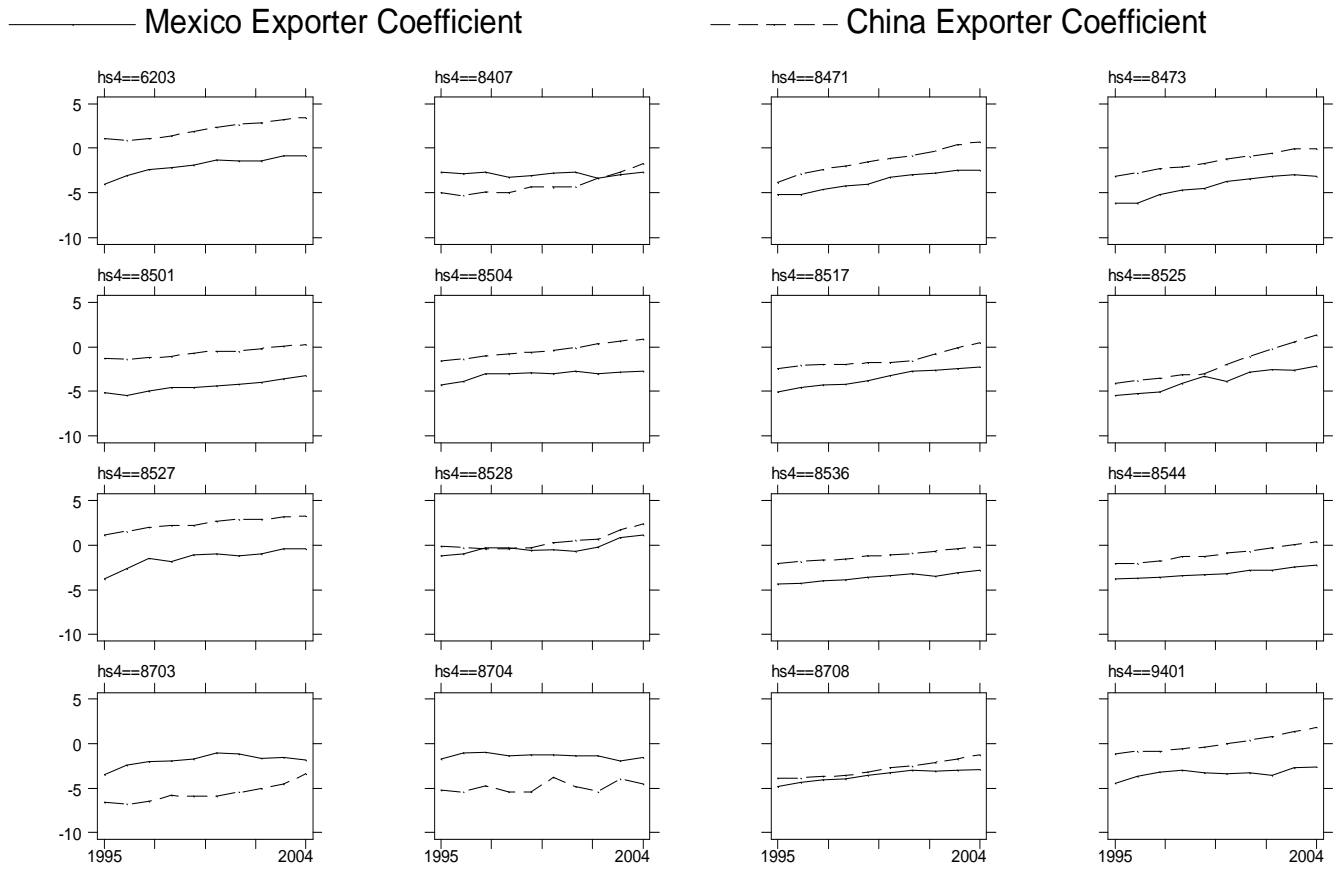 Mexico Exporter Coefficient China Exporter Coefficient
hs4==6203 hs4==8407 hs4==8471 hs4==8473
5
0
-5
-10
hs4==8501 hs4==8504 hs4==8517 hs4==8525
5
0
-5
-10
hs4==8527 hs4==8528 hs4==8536 hs4==8544
5
0
-5
-10
hs4==8703 hs4==8704 hs4==8708 hs4==9401
5
0
-5
-10
1995 2004 1995 2004 1995 2004 1995 2004